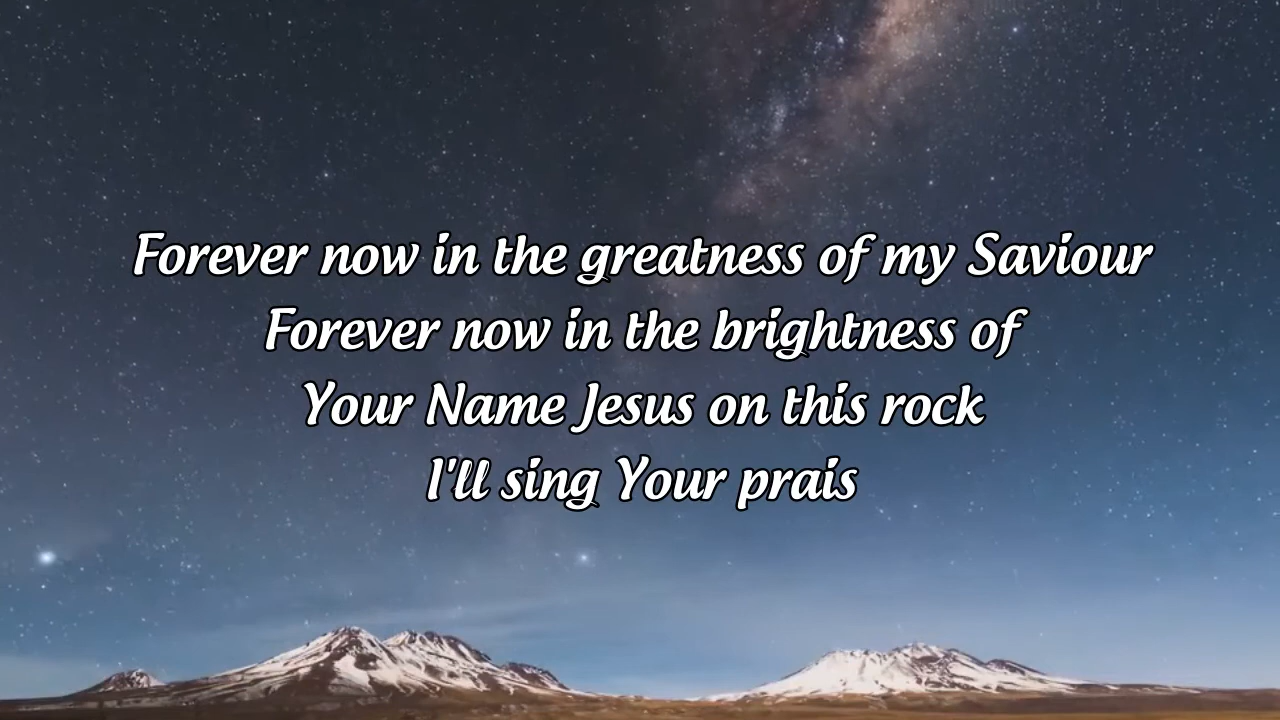 Forever now in the greatness of my Saviour
Forever now in the brightness of
Your Name Jesus on this rock
I'll sing Your prais